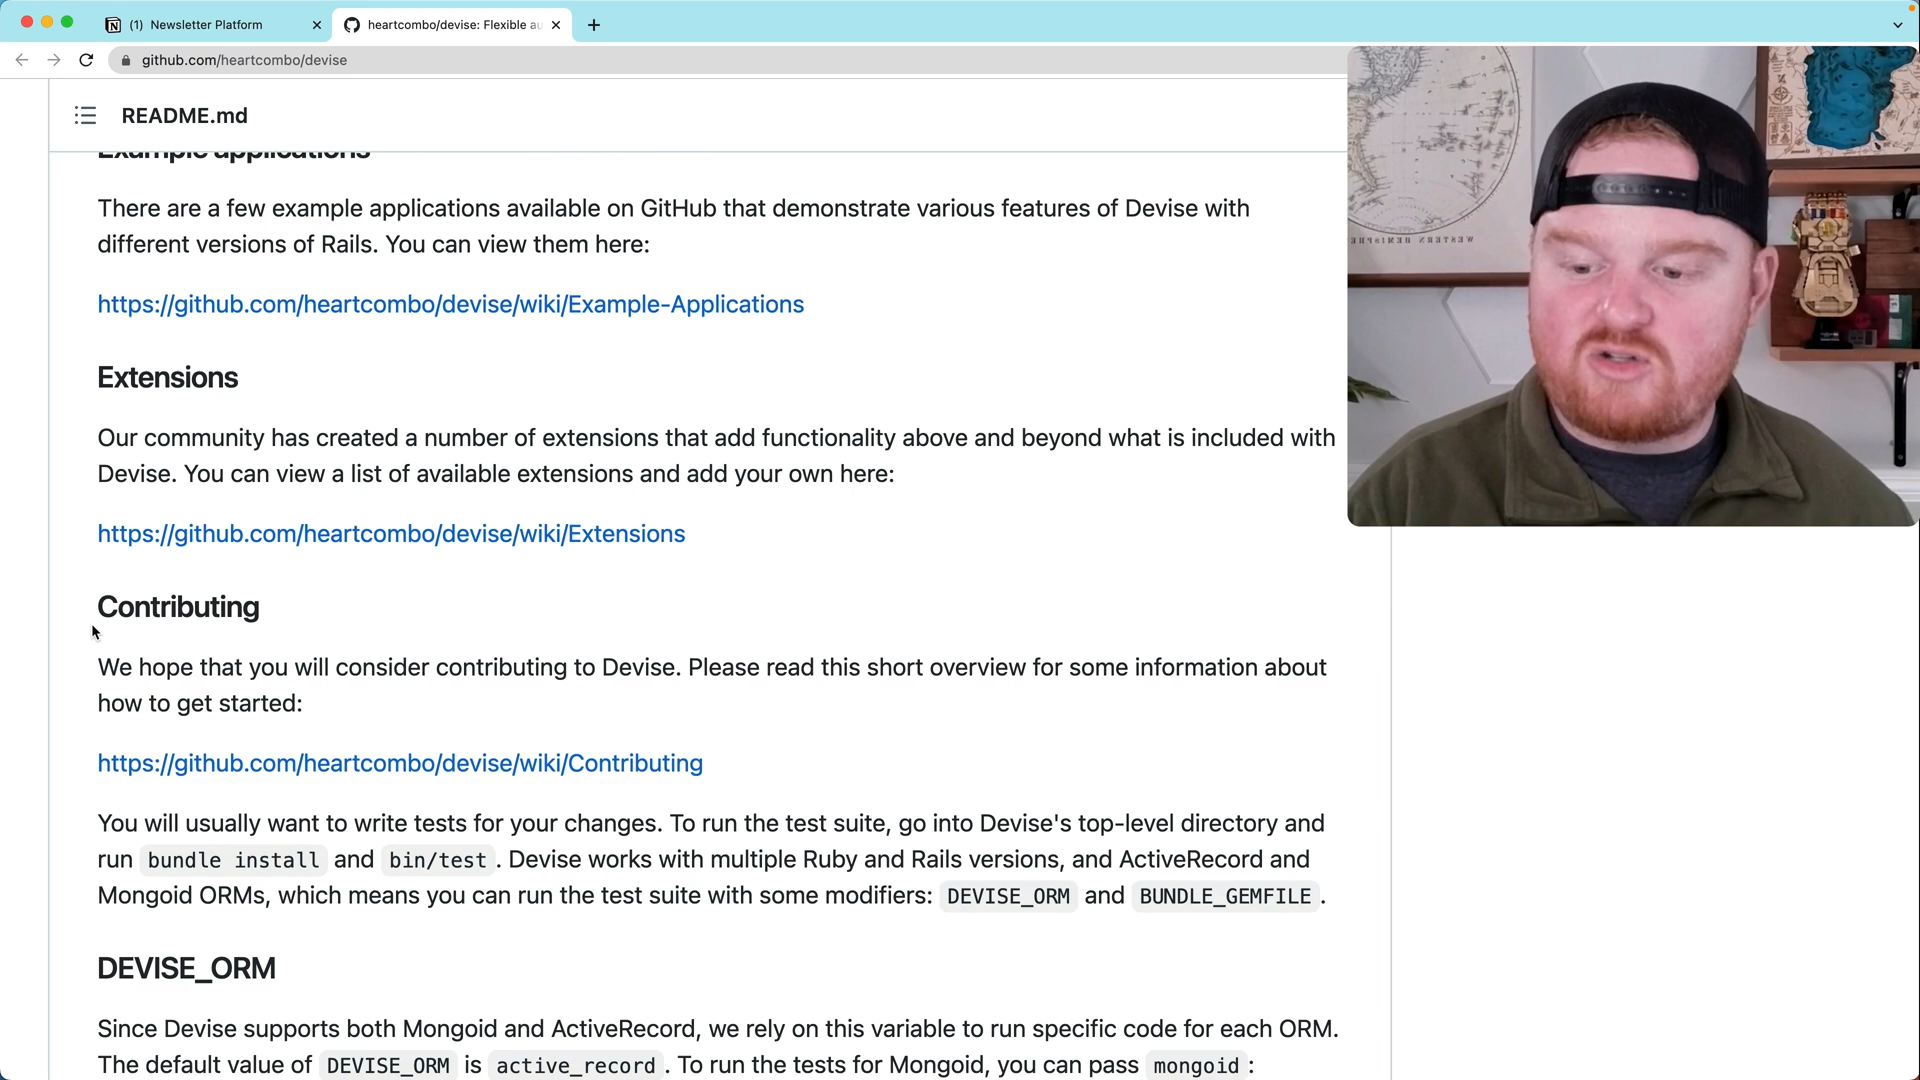 (1) Newsletter Platform
heartcombo/devise: Flexible au
github.com/heartcombo/devise
README.md
Example applications
There are a few example applications available on GitHub that demonstrate various features of Devise with
different versions of Rails. You can view them here:
https://github.com/heartcombo/devise/wiki/Example-Applications
Extensions
Our community has created a number of extensions that add functionality above and beyond what is included with
Devise. You can view a list of available extensions and add your own here:
https://github.com/heartcombo/devise/wiki/Extensions
Contributing
We hope that you will consider contributing to Devise. Please read this short overview for some information about
how to get started:
https://github.com/heartcombo/devise/wiki/Contributing
You will usually want to write tests for your changes. To run the test suite, go into Devise's top-level directory and
run bundle install and bin/test. Devise works with multiple Ruby and Rails versions, and ActiveRecord and
Mongoid ORMs, which means you can run the test suite with some modifiers: DEVISE_ORM and BUNDLE_GEMFILE.
DEVISE_ORM
Since Devise supports both Mongoid and ActiveRecord, we rely on this variable to run specific code for each ORM.
The default value of DEVISE_ORM is active_record. To run the tests for Mongoid, you can pass mongoid:
WESTERN HEMISPHE